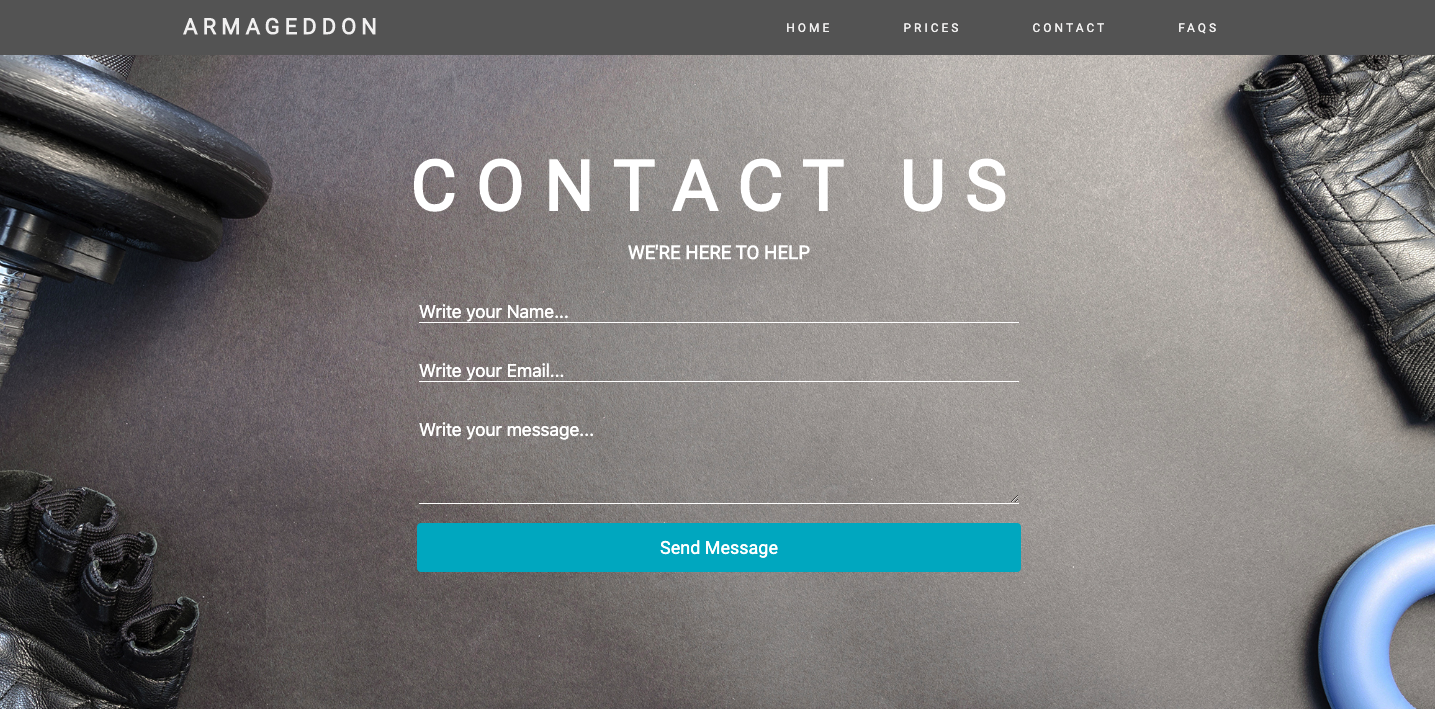 ARMAGEDDON
HOME PRICES CONTACT FAQS
CONTACT US
WE'RE HERE TO HELP
Write your Name...
Write your Email...
Write your message...
Send Message